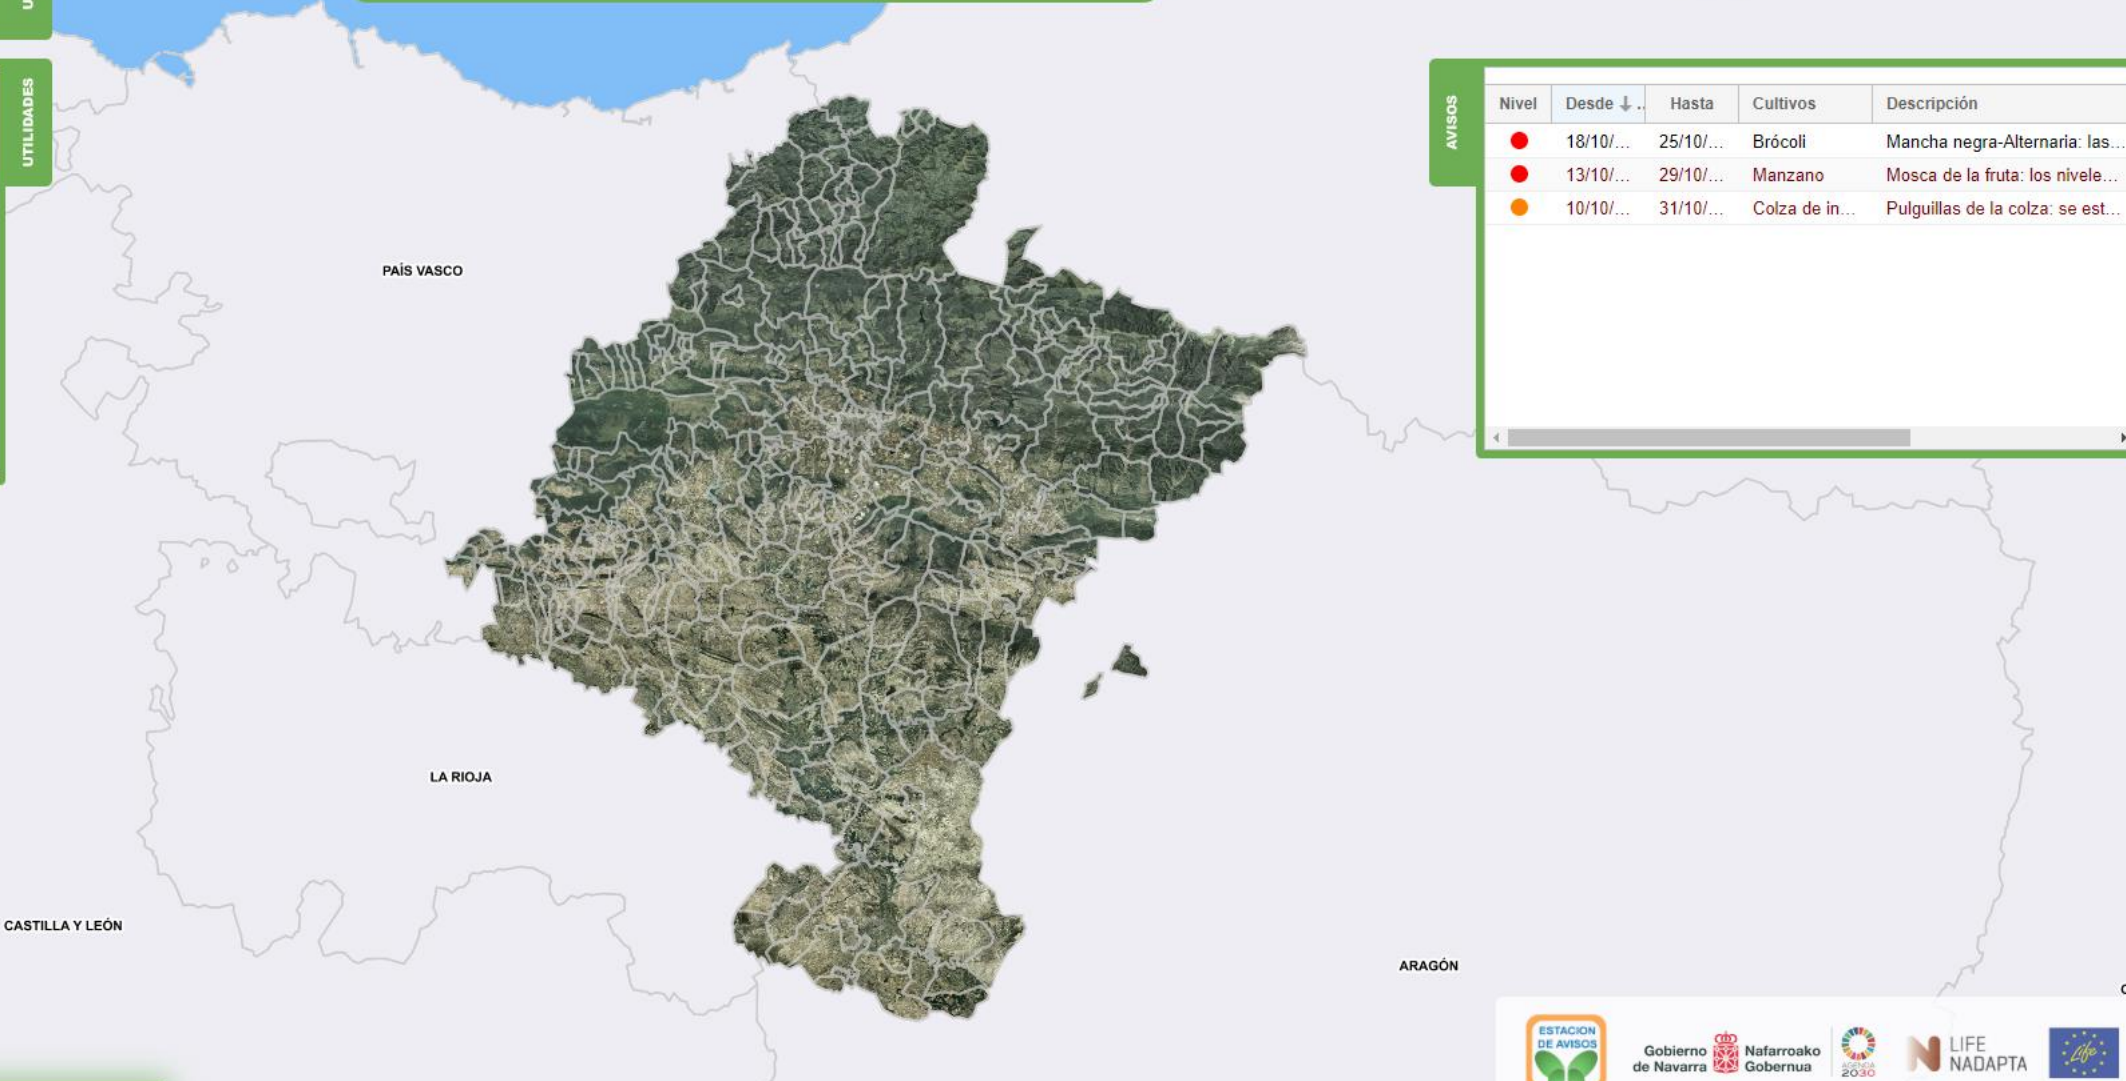 UTILIDADES
AVISOS
Nivel Desde ↓ .. Hasta Cultivos Descripción
18/10/... 25/10/... Brócoli Mancha negra-Alternaria: las...
13/10/... 29/10/... Manzano Mosca de la fruta: los nivele...
10/10/... 31/10/... Colza de in... Pulguillas de la colza: se est...
PAÍS VASCO
LA RIOJA
CASTILLA Y LEÓN
ARAGÓN
ESTACION
DE AVISOS
Gobierno
de Navarra
Nafarroako
Gobernua
AGENDA
2030
LIFE
NADAPTA
Life